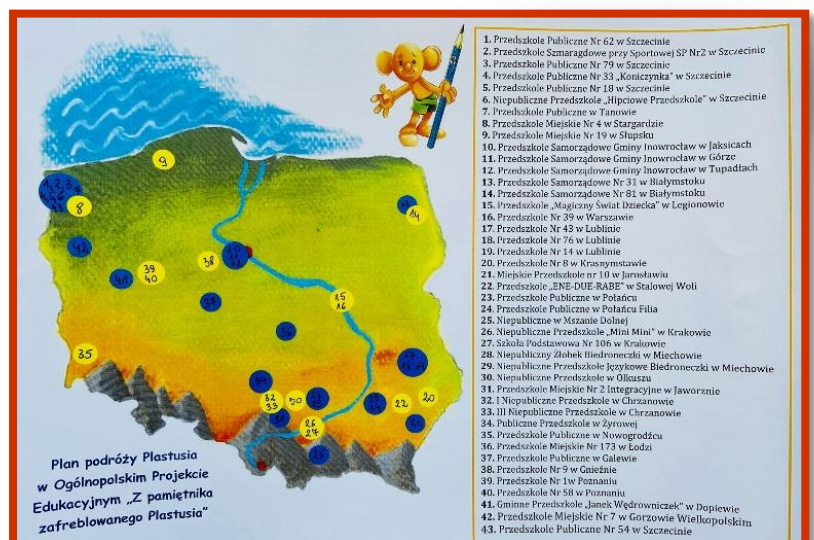 1. Przedszkole Publiczne Nr 62 w Szczecinie
2. Przedszkole Szmaragdowe przy Sportowej SP Nr2 w Szczecinie
3. Przedszkole Publiczne Nr 79 w Szczecinie
4. Przedszkole Publiczne Nr 33 „Koniczynka" w Szczecinie
5. Przedszkole Publiczne Nr 18 w Szczecinie
6. Niepubliczne Przedszkole „Hipciowe Przedszkole" w Szczecinie
7. Przedszkole Publiczne w Tanowie
8. Przedszkole Miejskie Nr 4 w Stargardzie
9. Przedszkole Miejskie Nr 19 w Słupsku
10. Przedszkole Samorządowe Gminy Inowrocław w Jaksicach
11. Przedszkole Samorządowe Gminy Inowrocław w Górze
12. Przedszkole Samorządowe Gminy Inowrocław w Tupadłach
13. Przedszkole Samorządowe Nr 31 w Białymstoku
14. Przedszkole Samorządowe Nr 81 w Białymstoku
15. Przedszkole „Magiczny Świat Dziecka" w Legionowie
16. Przedszkole Nr 39 w Warszawie
17. Przedszkole Nr 43 w Lublinie
18. Przedszkole Nr 76 w Lublinie
19. Przedszkole Nr 14 w Lublinie
20. Przedszkole Nr 8 w Krasnymstawie
21. Miejskie Przedszkole nr 10 w Jarosławiu
22. Przedszkole „ENE-DUE-RABE" w Stalowej Woli
23. Przedszkole Publiczne w Połańcu
24. Przedszkole Publiczne w Połańcu Filia
25. Niepubliczne w Mszanie Dolnej
26. Niepubliczne Przedszkole „Mini Mini" w Krakowie
27. Szkoła Podstawowa Nr 106 w Krakowie
28. Niepubliczny Żłobek Biedroneczki w Miechowie
29. Niepubliczne Przedszkole Językowe Biedroneczki w Miechowie
30. Niepubliczne Przedszkole w Olkuszu
31. Przedszkole Miejskie Nr 2 Integracyjne w Jaworznie
32. I Niepubliczne Przedszkole w Chrzanowie
33. III Niepubliczne Przedszkole w Chrzanowie
34. Publiczne Przedszkole w Żyrowej
35. Przedszkole Publiczne w Nowogrodźcu
36. Przedszkole Miejskie Nr 173 w Łodzi
37. Przedszkole Publiczne w Galewie
38. Przedszkole Nr 9 w Gnieźnie
39. Przedszkole Nr 1w Poznaniu
40. Przedszkole Nr 58 w Poznaniu
41. Gminne Przedszkole „Janek Wędrowniczek" w Dopiewie
42. Przedszkole Miejskie Nr 7 w Gorzowie Wielkopolskim
43. Przedszkole Publiczne Nr 54 w Szczecinie
9
8
14
42
39
40
38
41
37
15
16
36
35
34
32
33
30
22
20
26
27
25
Plan podróży Plastusia
w Ogólnopolskim Projekcie
Edukacyjnym „Z pamiętnika
zafreblowanego Plastusia"